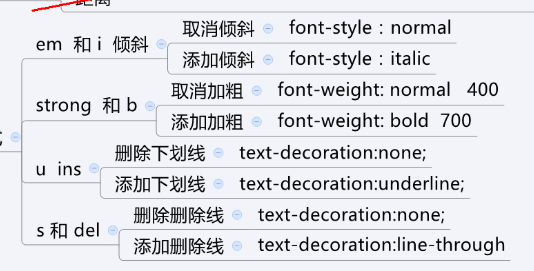 距离
em 和 i 倾斜
取消倾斜 font-style：normal
添加倾斜 font-style：italic
strong 和 b
取消加粗 font-weight: normal 400
添加加粗 font-weight: bold 700
u ins
删除下划线 text-decoration:none;
添加下划线 text-decoration:underline;
s 和 del
删除删除线 text-decoration:none;
添加删除线 text-decoration:line-through